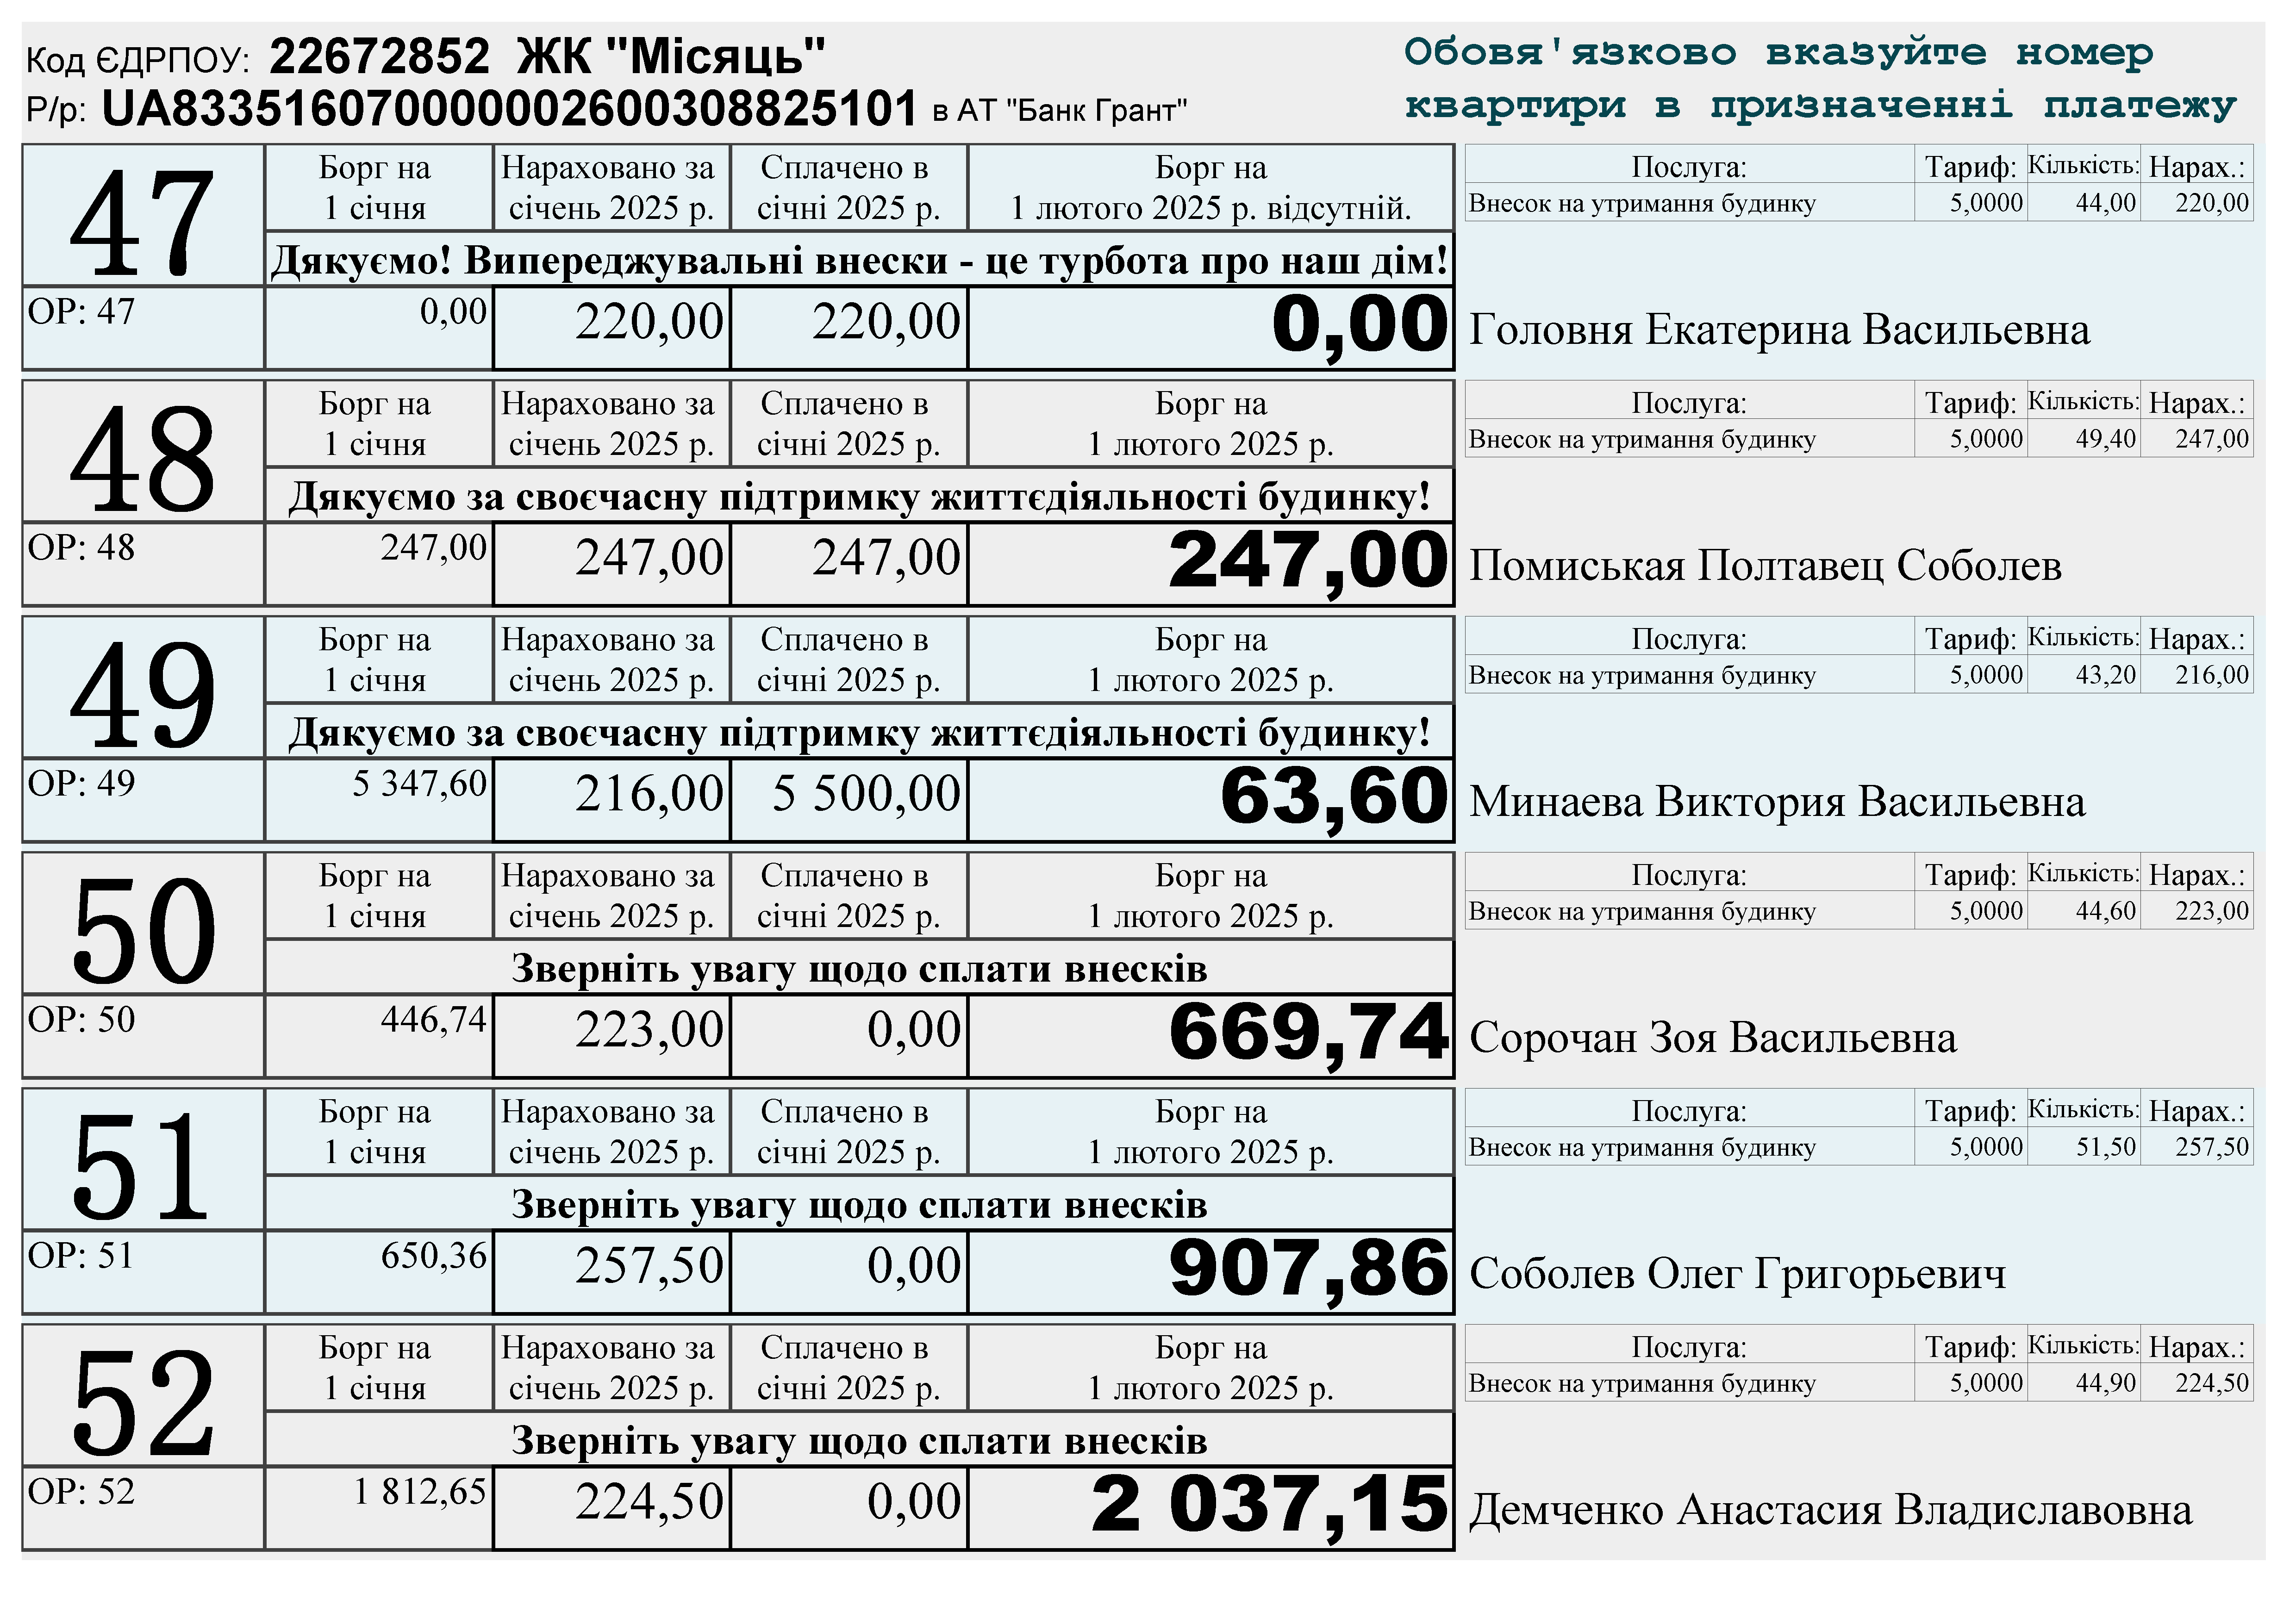 Код ЄДРПОУ: 22672852 ЖК "Місяць"
Р/р: UA833516070000002600308825101 в АТ "Банк Грант"
Обовя'язково вказуйте номер
квартири в призначенні платежу
47
Борг на 1 січня
Нараховано за січень 2025 р.
Сплачено в січні 2025 р.
Борг на 1 лютого 2025 р. відсутній.
Послуга: Тариф: Кількість: Нарах.:
Внесок на утримання будинку 5,0000 44,00 220,00
Дякуємо! Випереджувальні внески - це турбота про наш дім!
ОР: 47 0,00 220,00 220,00 0,00 Головня Екатерина Васильевна
48
Борг на 1 січня
Нараховано за січень 2025 р.
Сплачено в січні 2025 р.
Борг на 1 лютого 2025 р.
Послуга: Тариф: Кількість: Нарах.:
Внесок на утримання будинку 5,0000 49,40 247,00
Дякуємо за своєчасну підтримку життєдіяльності будинку!
ОР: 48 247,00 247,00 247,00 247,00 Помиськая Полтавец Соболев
49
Борг на 1 січня
Нараховано за січень 2025 р.
Сплачено в січні 2025 р.
Борг на 1 лютого 2025 р.
Послуга: Тариф: Кількість: Нарах.:
Внесок на утримання будинку 5,0000 43,20 216,00
Дякуємо за своєчасну підтримку життєдіяльності будинку!
ОР: 49 5 347,60 216,00 5 500,00 63,60 Минаева Виктория Васильевна
50
Борг на 1 січня
Нараховано за січень 2025 р.
Сплачено в січні 2025 р.
Борг на 1 лютого 2025 р.
Послуга: Тариф: Кількість: Нарах.:
Внесок на утримання будинку 5,0000 44,60 223,00
Зверніть увагу щодо сплати внесків
ОР: 50 446,74 223,00 0,00 669,74 Сорочан Зоя Васильевна
51
Борг на 1 січня
Нараховано за січень 2025 р.
Сплачено в січні 2025 р.
Борг на 1 лютого 2025 р.
Послуга: Тариф: Кількість: Нарах.:
Внесок на утримання будинку 5,0000 51,50 257,50
Зверніть увагу щодо сплати внесків
ОР: 51 650,36 257,50 0,00 907,86 Соболев Олег Григорьевич
52
Борг на 1 січня
Нараховано за січень 2025 р.
Сплачено в січні 2025 р.
Борг на 1 лютого 2025 р.
Послуга: Тариф: Кількість: Нарах.:
Внесок на утримання будинку 5,0000 44,90 224,50
Зверніть увагу щодо сплати внесків
ОР: 52 1 812,65 224,50 0,00 2 037,15 Демченко Анастасия Владиславовна